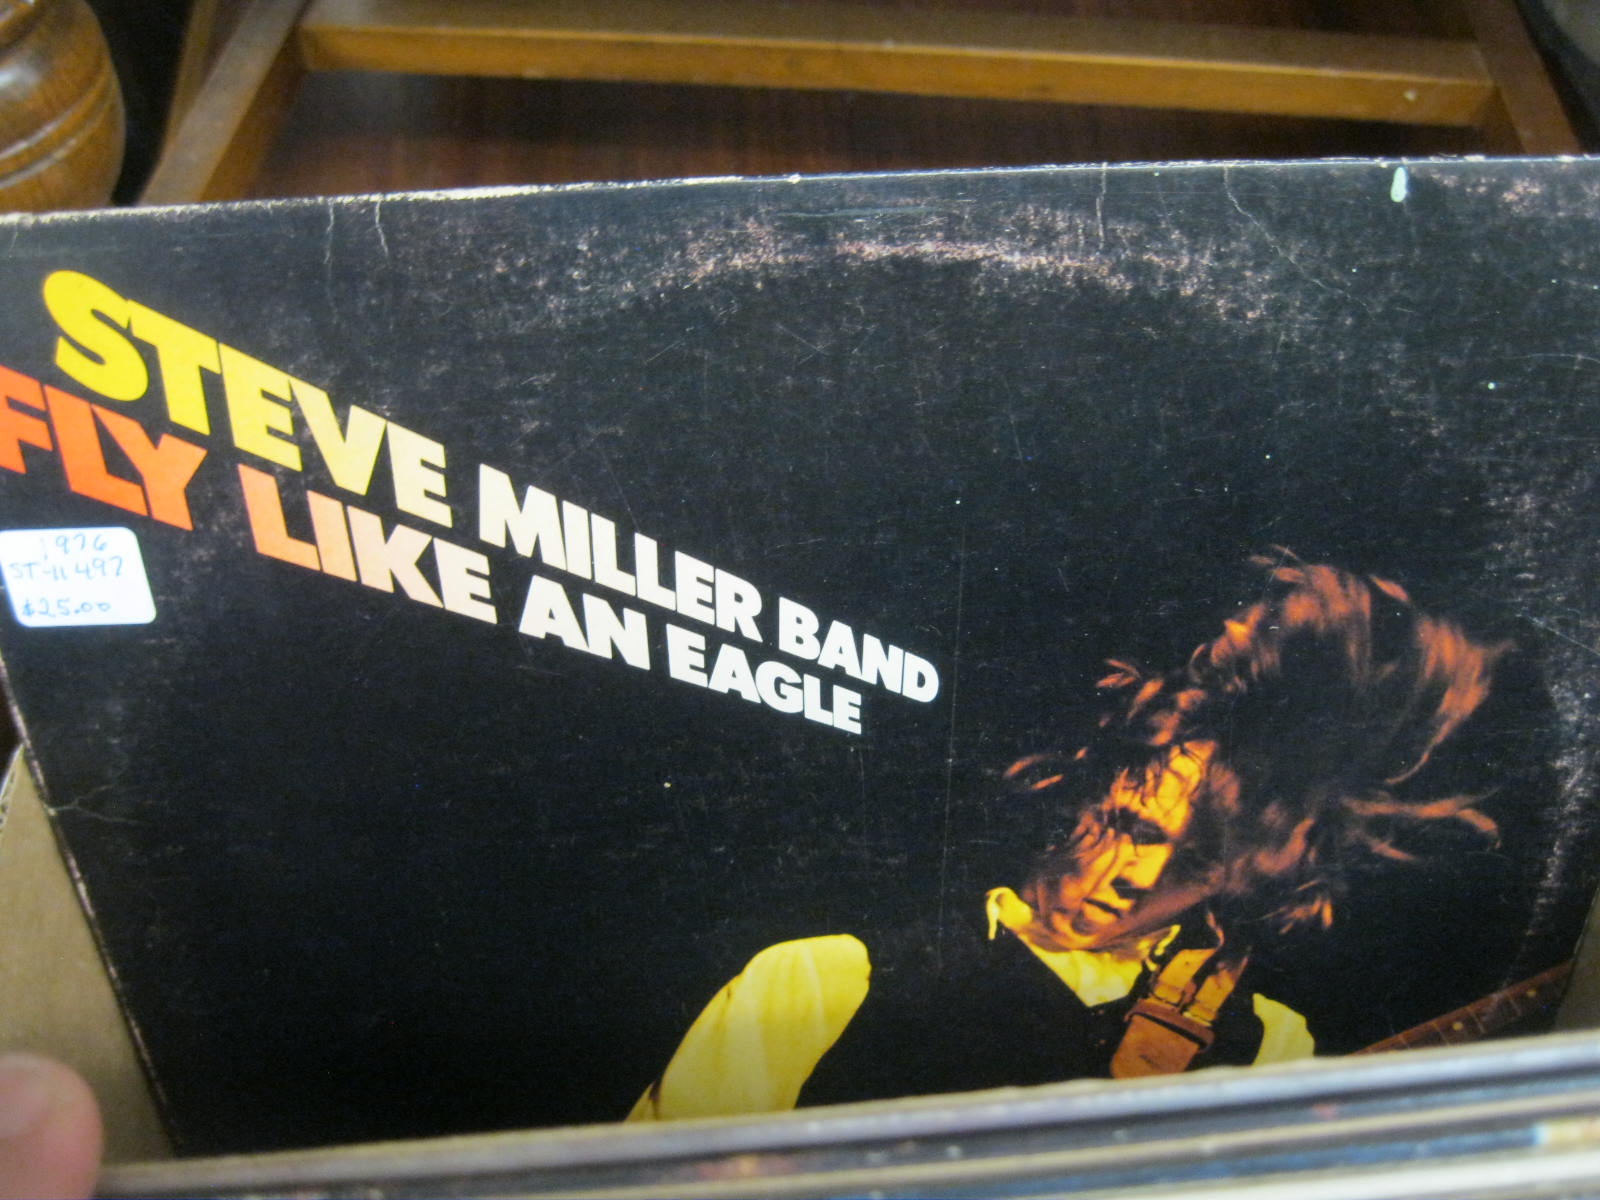 STEVE MILLER BAND
FLY LIKE AN EAGLE
1976
ST-11497
$25.00